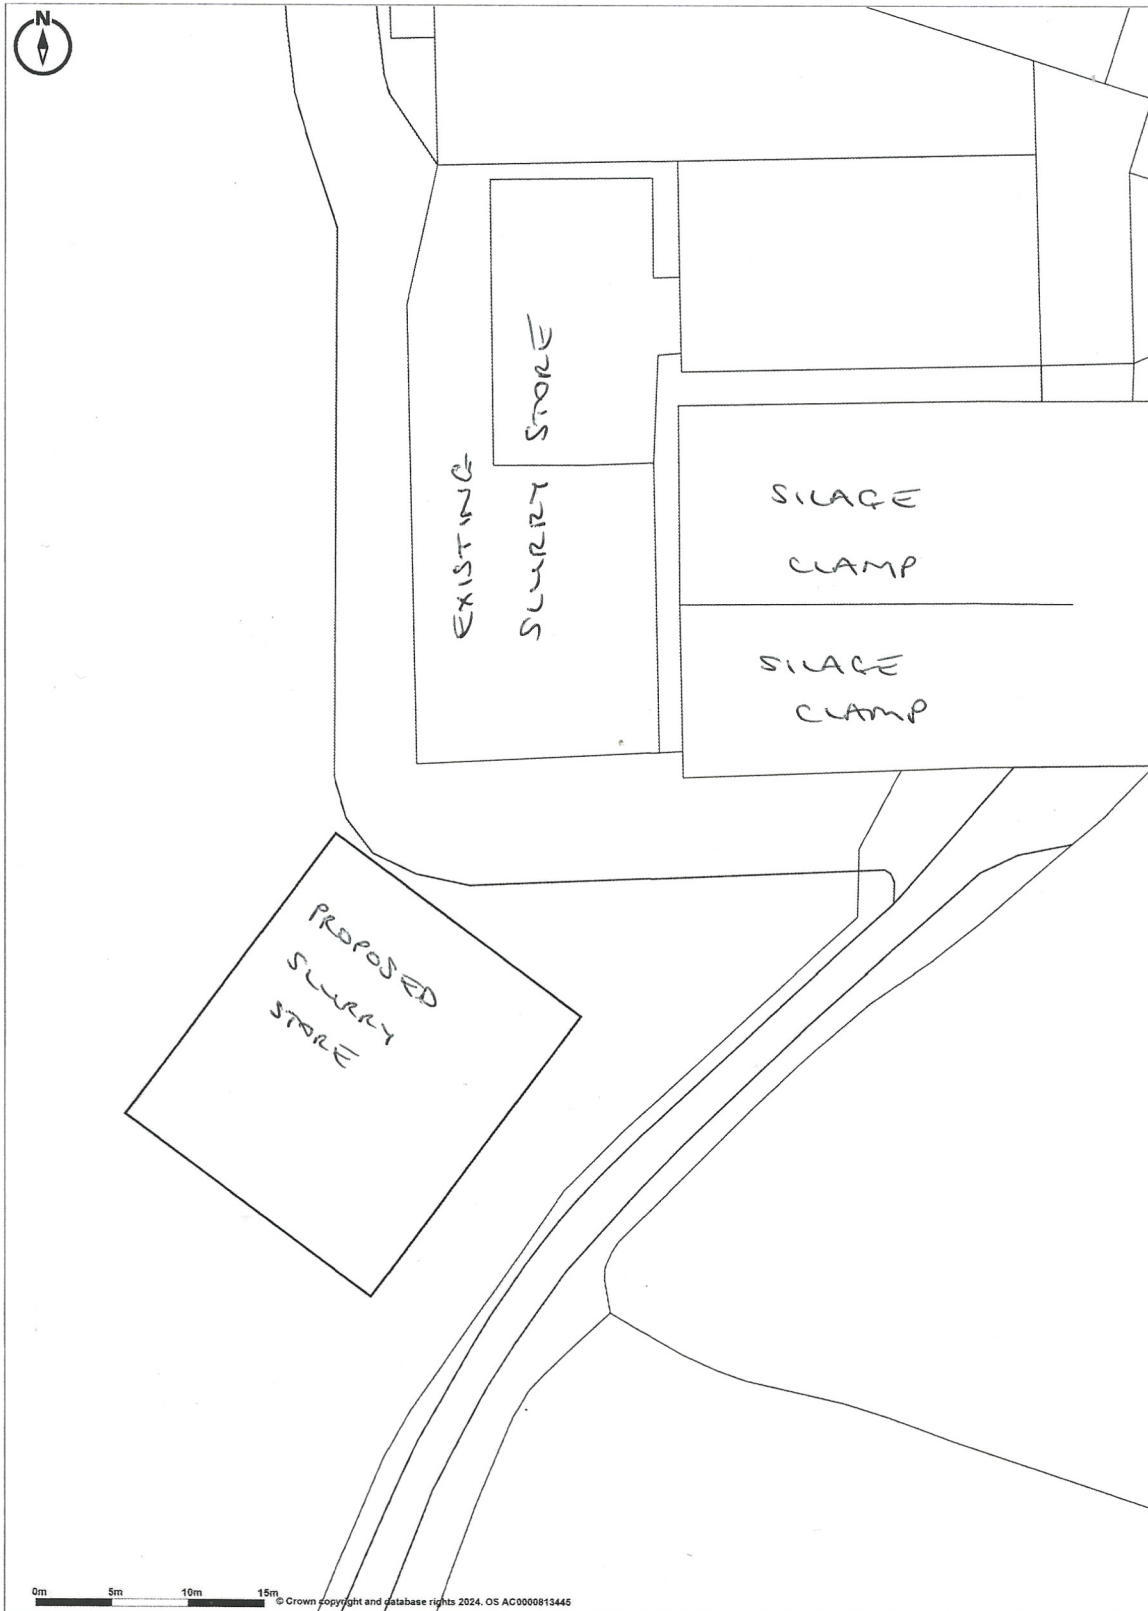 N
EXISTING
SLURRY STORE
SILAGE
CLAMP
SILAGE
CLAMP
PROPOSED
SLURRY
STORE
0m 5m 10m 15m
© Crown copyright and database rights 2024. OS AC0000813445